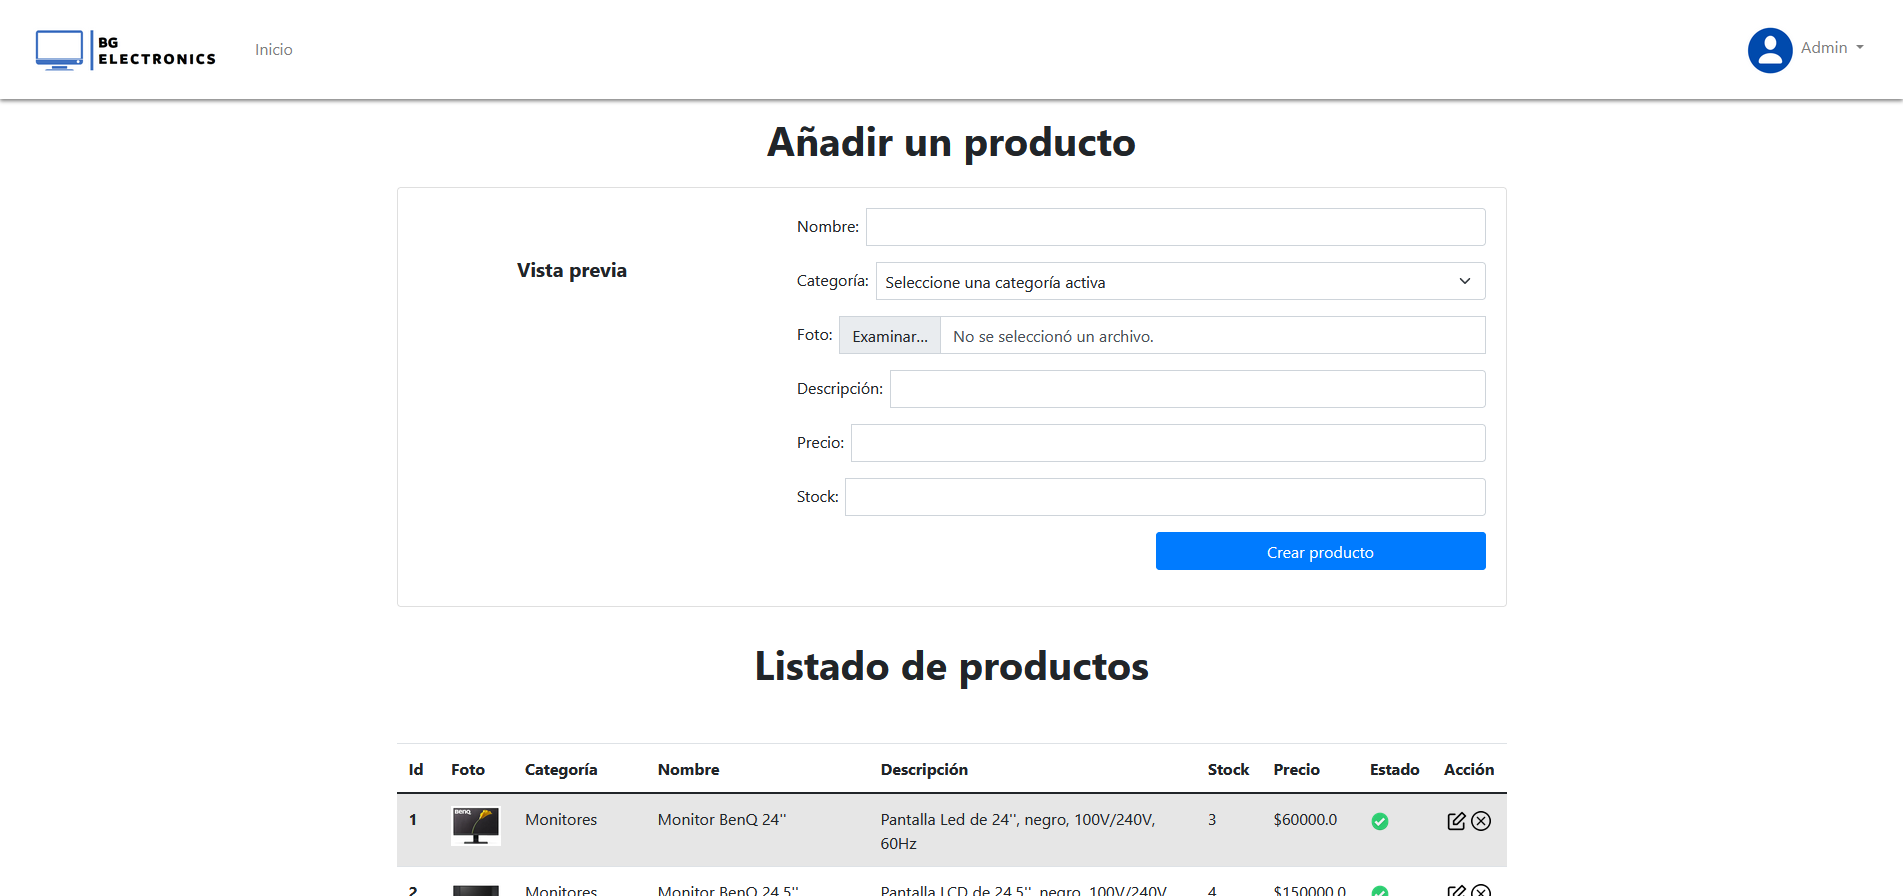 BG
ELECTRONICS
Inicio
Admin
Añadir un producto
Vista previa
Nombre:
Categoría: Seleccione una categoría activa
Foto: Examinar... No se seleccionó un archivo.
Descripción:
Precio:
Stock:
Crear producto
Listado de productos
Id Foto Categoría Nombre Descripción Stock Precio Estado Acción
1 BenQ Monitores Monitor BenQ 24'' Pantalla Led de 24'', negro, 100V/240V, 3 $60000.0
60Hz
2 Monitores Monitor BenQ 24.5'' Pantalla LCD de 24.5'', negro, 100V/240V 4 $150000.0